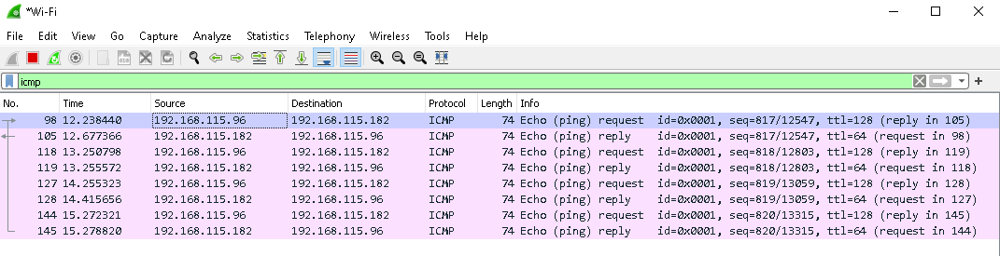 *Wi-Fi
File Edit View Go Capture Analyze Statistics Telephony Wireless Tools Help
icmp
No. Time Source Destination Protocol Length Info
98 12.238440 192.168.115.96 192.168.115.182 ICMP 74 Echo (ping) request id=0x0001, seq=817/12547, ttl=128 (reply in 105)
105 12.677366 192.168.115.182 192.168.115.96 ICMP 74 Echo (ping) reply id=0x0001, seq=817/12547, ttl=64 (request in 98)
118 13.250798 192.168.115.96 192.168.115.182 ICMP 74 Echo (ping) request id=0x0001, seq=818/12803, ttl=128 (reply in 119)
119 13.255572 192.168.115.182 192.168.115.96 ICMP 74 Echo (ping) reply id=0x0001, seq=818/12803, ttl=64 (request in 118)
127 14.255323 192.168.115.96 192.168.115.182 ICMP 74 Echo (ping) request id=0x0001, seq=819/13059, ttl=128 (reply in 128)
128 14.415656 192.168.115.182 192.168.115.96 ICMP 74 Echo (ping) reply id=0x0001, seq=819/13059, ttl=64 (request in 127)
144 15.272321 192.168.115.96 192.168.115.182 ICMP 74 Echo (ping) request id=0x0001, seq=820/13315, ttl=128 (reply in 145)
145 15.278820 192.168.115.182 192.168.115.96 ICMP 74 Echo (ping) reply id=0x0001, seq=820/13315, ttl=64 (request in 144)